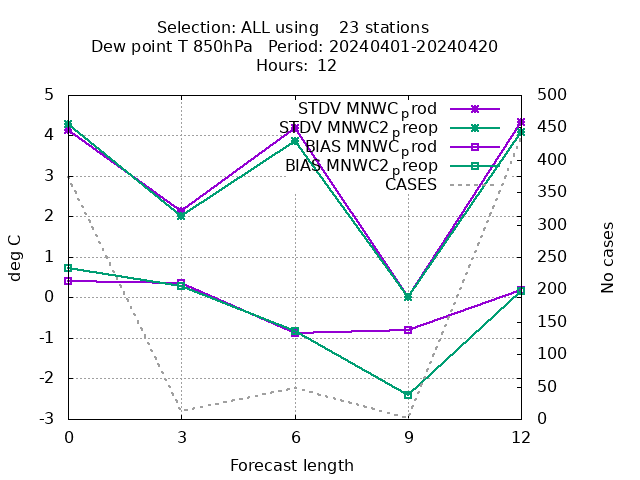 Selection: ALL using    23 stations
Dew point T 850hPa   Period: 20240401-20240420
Hours: 12
STDV MNWC_prod
STDV MNWC2_preop
BIAS MNWC_prod
BIAS MNWC2_preop
CASES
5
4
3
2
1
0
-1
-2
-3
deg C
500
450
400
350
300
250
200
150
100
50
0
No cases
0 3 6 9 12
Forecast length